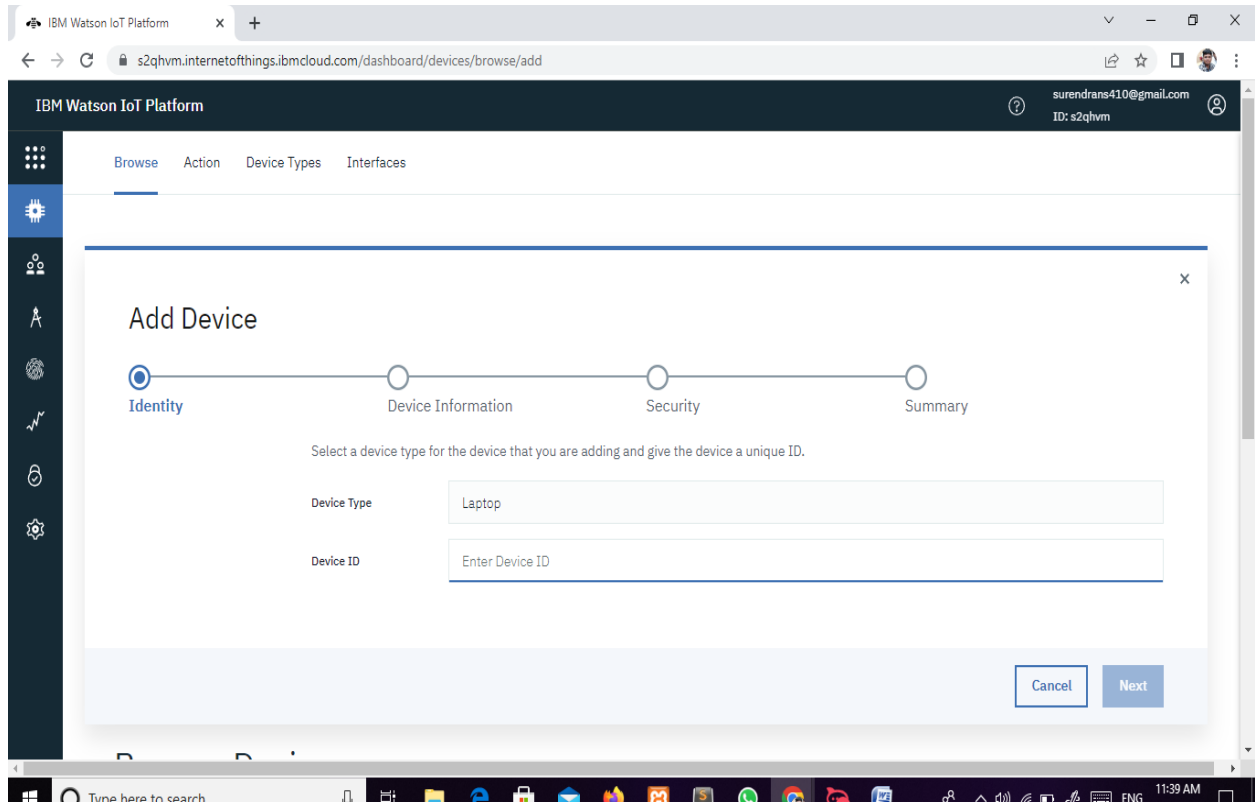 IBM Watson IoT Platform
s2qhvm.internetofthings.ibmcloud.com/dashboard/devices/browse/add
IBM Watson IoT Platform
surendrans410@gmail.com
ID: s2qhvm
Browse Action Device Types Interfaces
Add Device
Identity Device Information Security Summary
Select a device type for the device that you are adding and give the device a unique ID.
Device Type Laptop
Device ID Enter Device ID
Cancel Next
Type here to search
ENG 11:39 AM